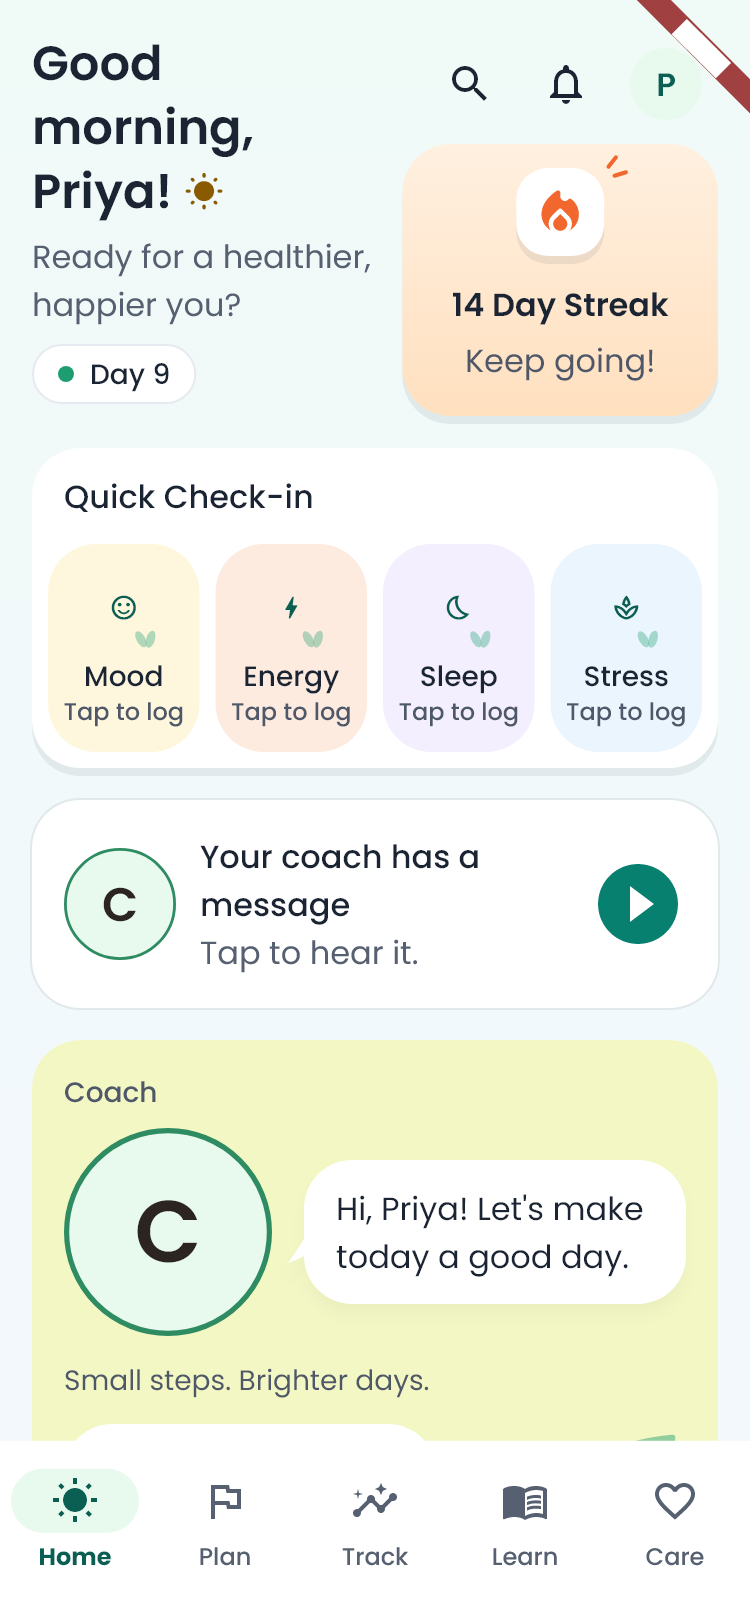 Good
morning,
Priya!
P
Ready for a healthier,
happier you?
Day 9
14 Day Streak
Keep going!
Quick Check-in
Mood
Tap to log
Energy
Tap to log
Sleep
Tap to log
Stress
Tap to log
C
Your coach has a
message
Tap to hear it.
Coach
C
Hi, Priya! Let's make
today a good day.
Small steps. Brighter days.
Home
Plan
Track
Learn
Care